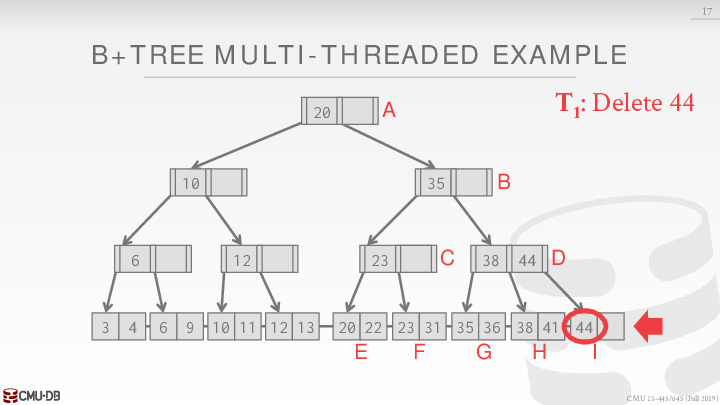 17
B+TREE MULTI-THREADED EXAMPLE
T1: Delete 44
20 A
10 35 B
6 12 23 C 38 44 D
3 4 6 9 10 11 12 13 20 22 23 31 35 36 38 41 44
E F G H I
CMU·DB
CMU 15-445/645 (Fall 2019)